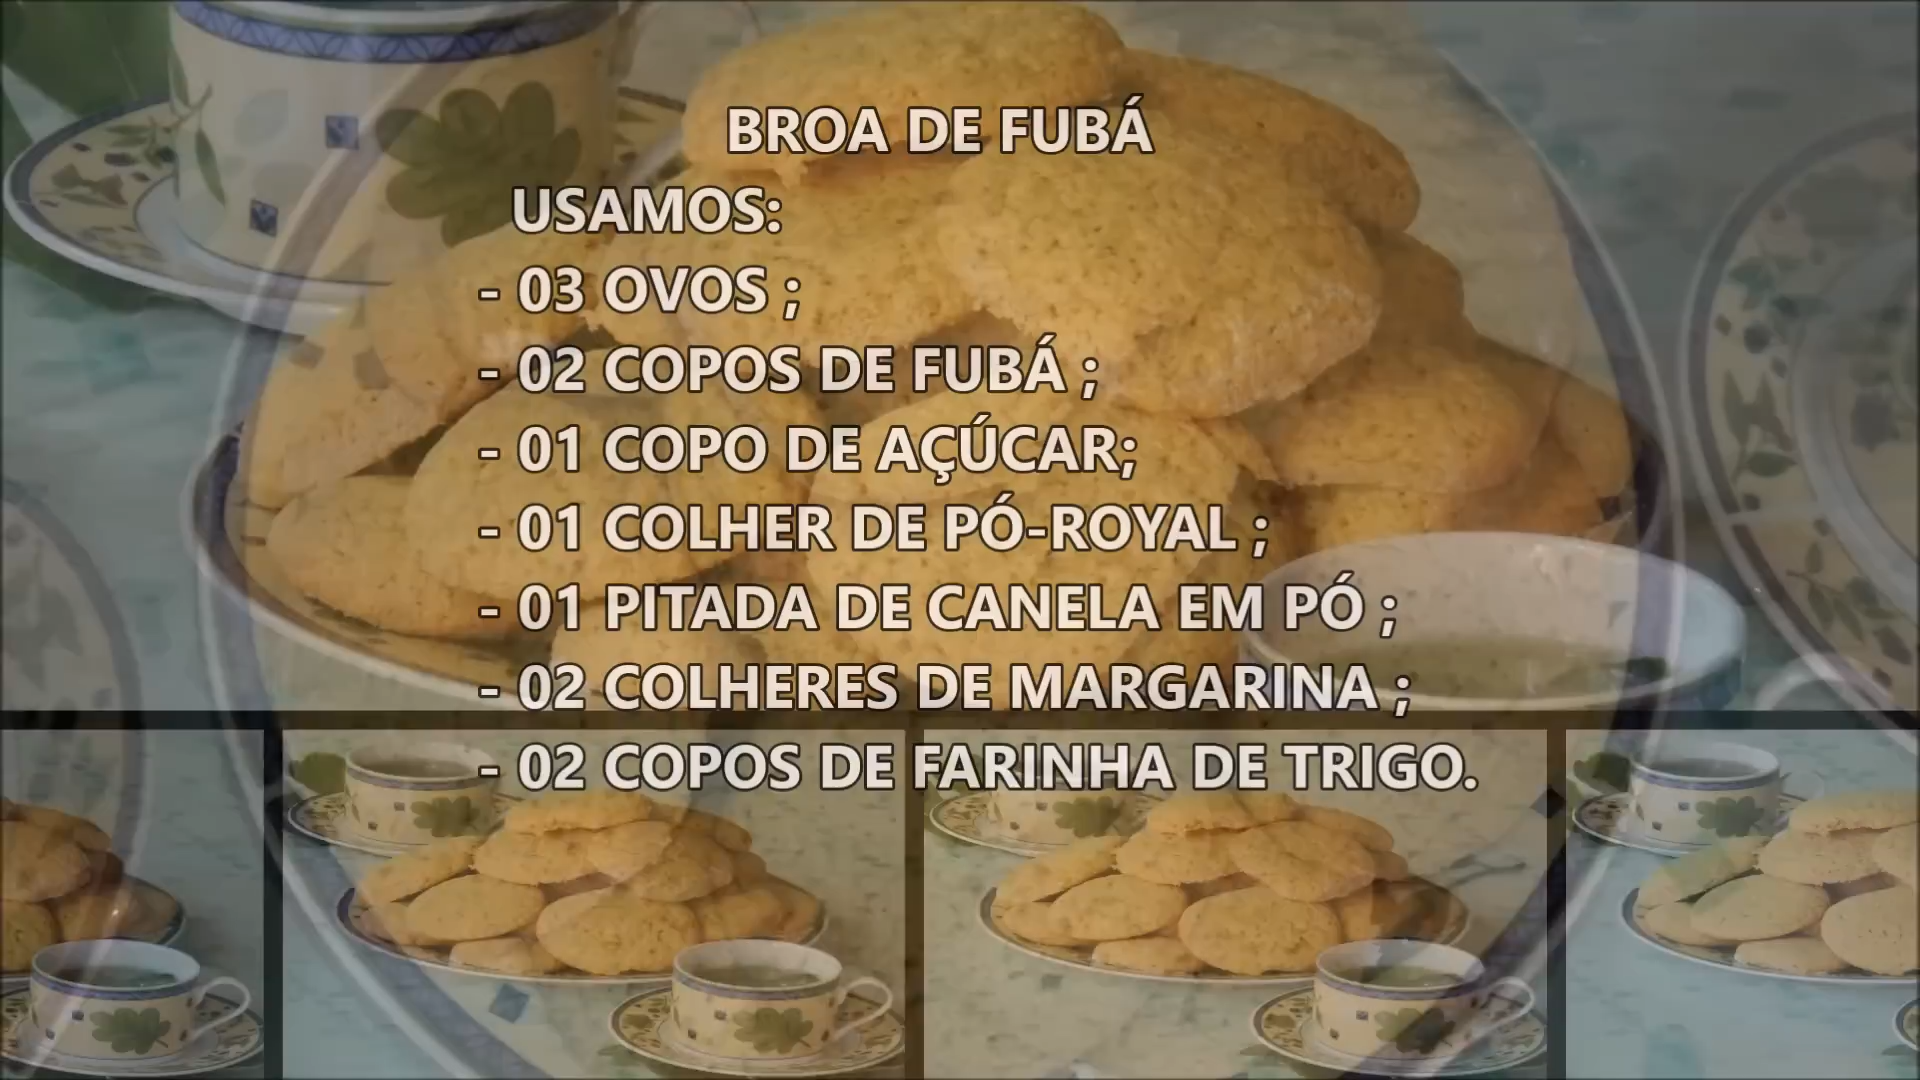 BROA DE FUBÁ
USAMOS:
- 03 OVOS ;
- 02 COPOS DE FUBÁ ;
- 01 COPO DE AÇÚCAR;
- 01 COLHER DE PÓ-ROYAL ;
- 01 PITADA DE CANELA EM PÓ ;
- 02 COLHERES DE MARGARINA ;
- 02 COPOS DE FARINHA DE TRIGO.